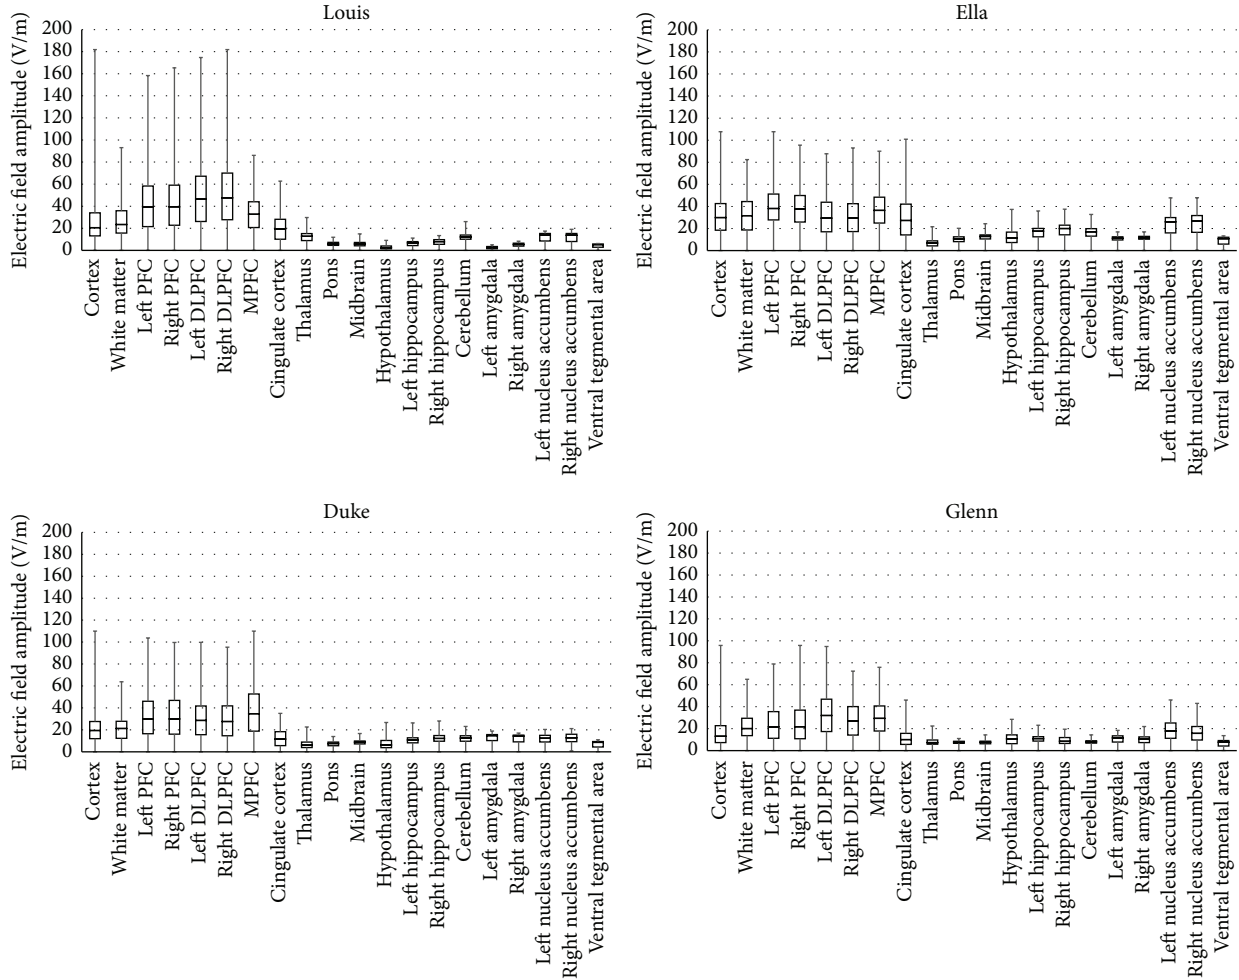 Louis
Electric field amplitude (V/m)
200
180
160
140
120
100
80
60
40
20
0
Cortex
White matter
Left PFC
Right PFC
Left DLPFC
Right DLPFC
MPFC
Cingulate cortex
Thalamus
Pons
Midbrain
Hypothalamus
Left hippocampus
Right hippocampus
Cerebellum
Left amygdala
Right amygdala
Left nucleus accumbens
Right nucleus accumbens
Ventral tegmental area
Ella
Electric field amplitude (V/m)
200
180
160
140
120
100
80
60
40
20
0
Cortex
White matter
Left PFC
Right PFC
Left DLPFC
Right DLPFC
MPFC
Cingulate cortex
Thalamus
Pons
Midbrain
Hypothalamus
Left hippocampus
Right hippocampus
Cerebellum
Left amygdala
Right amygdala
Left nucleus accumbens
Right nucleus accumbens
Ventral tegmental area
Duke
Electric field amplitude (V/m)
200
180
160
140
120
100
80
60
40
20
0
Cortex
White matter
Left PFC
Right PFC
Left DLPFC
Right DLPFC
MPFC
Cingulate cortex
Thalamus
Pons
Midbrain
Hypothalamus
Left hippocampus
Right hippocampus
Cerebellum
Left amygdala
Right amygdala
Left nucleus accumbens
Right nucleus accumbens
Ventral tegmental area
Glenn
Electric field amplitude (V/m)
200
180
160
140
120
100
80
60
40
20
0
Cortex
White matter
Left PFC
Right PFC
Left DLPFC
Right DLPFC
MPFC
Cingulate cortex
Thalamus
Pons
Midbrain
Hypothalamus
Left hippocampus
Right hippocampus
Cerebellum
Left amygdala
Right amygdala
Left nucleus accumbens
Right nucleus accumbens
Ventral tegmental area